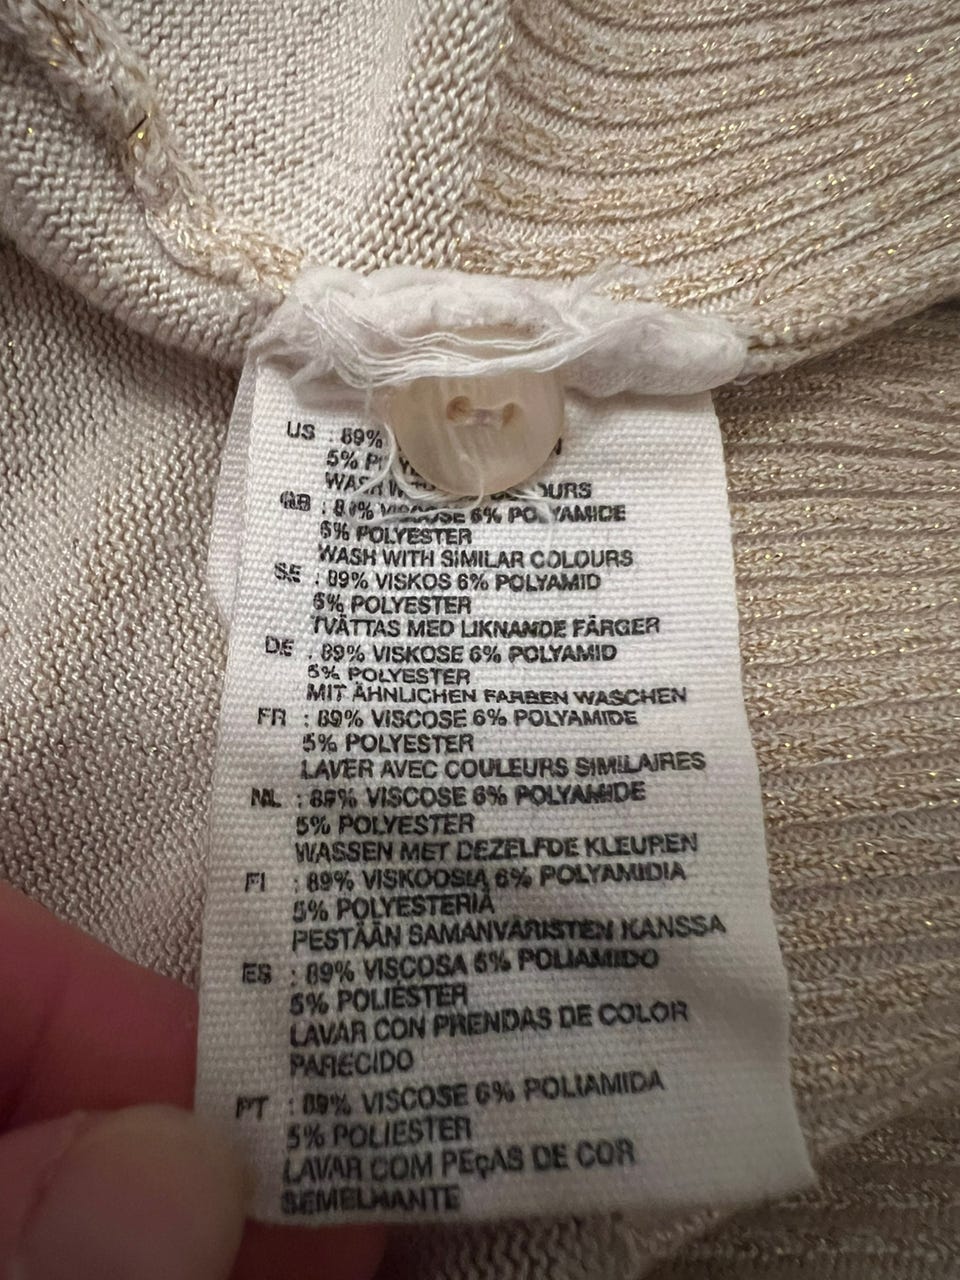 US : 89%
5%
WASH COLOURS
GB : 89% VISCOSE 6% POLYAMIDE
5% POLYESTER
WASH WITH SIMILAR COLOURS
SE : 89% VISKOS 6% POLYAMID
5% POLYESTER
TVÄTTAS MED LIKNANDE FÄRGER
DE : 89% VISKOSE 6% POLYAMID
5% POLYESTER
MIT ÄHNLICHEN FARBEN WASCHEN
FR : 89% VISCOSE 6% POLYAMIDE
5% POLYESTER
LAVER AVEC COULEURS SIMILAIRES
NL : 89% VISCOSE 6% POLYAMIDE
5% POLYESTER
WASSEN MET DEZELFDE KLEUREN
FI : 89% VISKOOSIA 6% POLYAMIDIA
5% POLYESTERIA
PESTÄÄN SAMANVÄRISTEN KANSSA
ES : 89% VISCOSA 6% POLIAMIDO
5% POLIESTER
LAVAR CON PRENDAS DE COLOR
PARECIDO
PT : 89% VISCOSE 6% POLIAMIDA
5% POLIESTER
LAVAR COM PEÇAS DE COR
SEMELHANTE